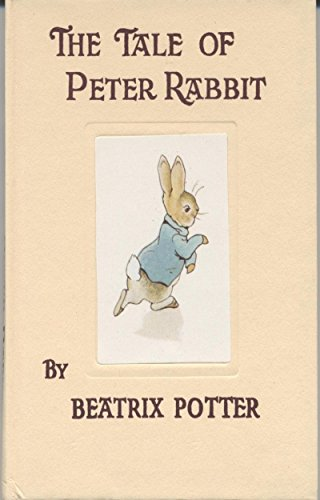 THE TALE OF
PETER RABBIT
BY
BEATRIX POTTER